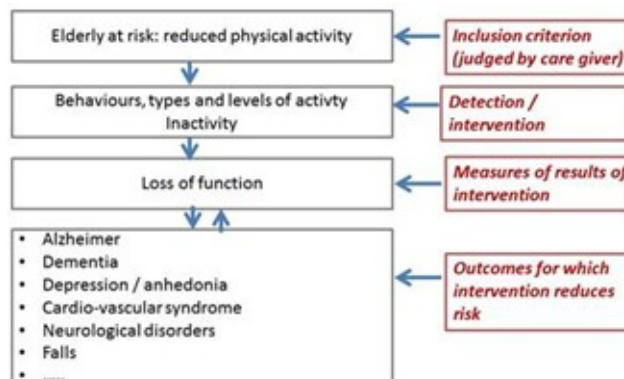 Elderly at risk: reduced physical activity
Inclusion criterion
(judged by care giver)
Behaviours, types and levels of activty
Inactivity
Detection /
intervention
Loss of function
Measures of results of
intervention
• Alzheimer
• Dementia
• Depression / anhedonia
• Cardio-vascular syndrome
• Neurological disorders
• Falls
• .....
Outcomes for which
intervention reduces
risk